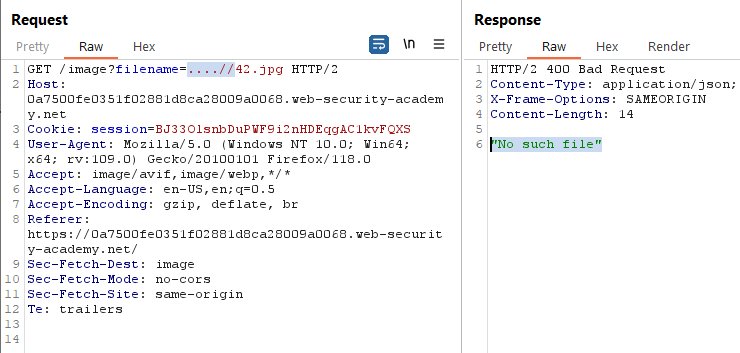 Request
Pretty Raw Hex
\n
1 GET /image?filename=....//42.jpg HTTP/2
2 Host:
0a7500fe0351f02881d8ca28009a0068.web-security-academ
y.net
3 Cookie: session=BJ33OlsnbDuPWF9i2nHDEqgAC1kvFQXS
4 User-Agent: Mozilla/5.0 (Windows NT 10.0; Win64;
x64; rv:109.0) Gecko/20100101 Firefox/118.0
5 Accept: image/avif,image/webp,*/*
6 Accept-Language: en-US,en;q=0.5
7 Accept-Encoding: gzip, deflate, br
8 Referer:
https://0a7500fe0351f02881d8ca28009a0068.web-securit
y-academy.net/
9 Sec-Fetch-Dest: image
10 Sec-Fetch-Mode: no-cors
11 Sec-Fetch-Site: same-origin
12 Te: trailers
13
14
Response
Pretty Raw Hex Render
1 HTTP/2 400 Bad Request
2 Content-Type: application/json;
3 X-Frame-Options: SAMEORIGIN
4 Content-Length: 14
5
6 "No such file"